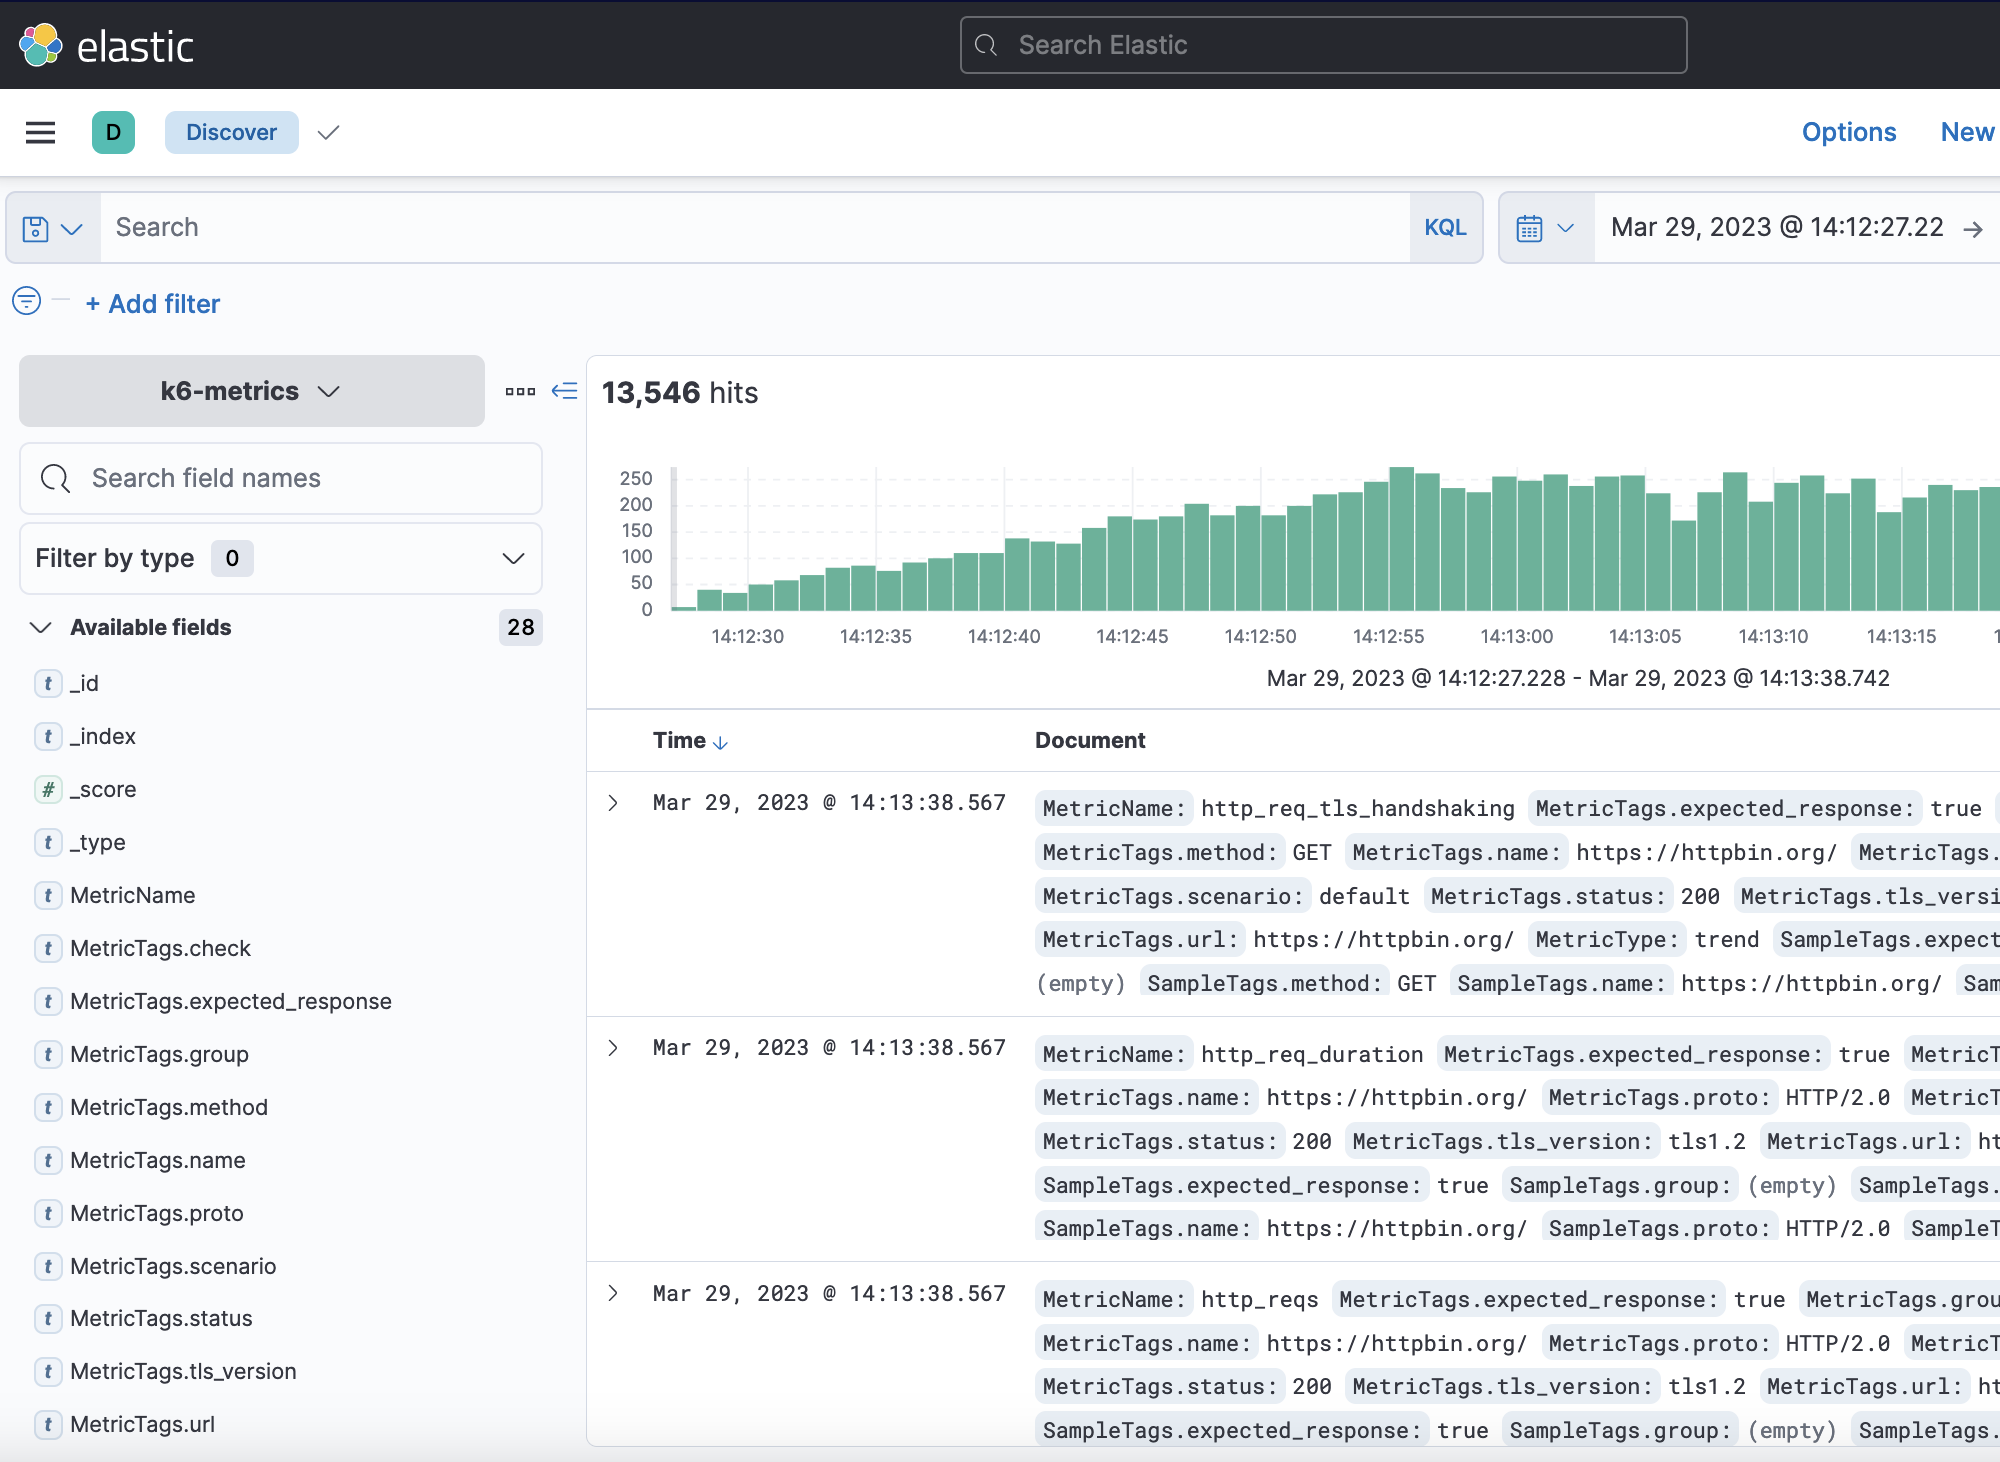 elastic
Search Elastic
D
Discover
Options
New
Search
KQL
Mar 29, 2023 @ 14:12:27.22 →
+ Add filter
k6-metrics
Search field names
Filter by type 0
Available fields 28
t _id
t _index
# _score
t _type
t MetricName
t MetricTags.check
t MetricTags.expected_response
t MetricTags.group
t MetricTags.method
t MetricTags.name
t MetricTags.proto
t MetricTags.scenario
t MetricTags.status
t MetricTags.tls_version
t MetricTags.url
13,546 hits
250
200
150
100
50
0
14:12:30 14:12:35 14:12:40 14:12:45 14:12:50 14:12:55 14:13:00 14:13:05 14:13:10 14:13:15
Mar 29, 2023 @ 14:12:27.228 - Mar 29, 2023 @ 14:13:38.742
Time ↓ Document
Mar 29, 2023 @ 14:13:38.567
MetricName: http_req_tls_handshaking MetricTags.expected_response: true
MetricTags.method: GET MetricTags.name: https://httpbin.org/ MetricTags.
MetricTags.scenario: default MetricTags.status: 200 MetricTags.tls_versi
MetricTags.url: https://httpbin.org/ MetricType: trend SampleTags.expect
(empty) SampleTags.method: GET SampleTags.name: https://httpbin.org/ Sam
Mar 29, 2023 @ 14:13:38.567
MetricName: http_req_duration MetricTags.expected_response: true MetricT
MetricTags.name: https://httpbin.org/ MetricTags.proto: HTTP/2.0 MetricT
MetricTags.status: 200 MetricTags.tls_version: tls1.2 MetricTags.url: ht
SampleTags.expected_response: true SampleTags.group: (empty) SampleTags.
SampleTags.name: https://httpbin.org/ SampleTags.proto: HTTP/2.0 SampleT
Mar 29, 2023 @ 14:13:38.567
MetricName: http_reqs MetricTags.expected_response: true MetricTags.grou
MetricTags.name: https://httpbin.org/ MetricTags.proto: HTTP/2.0 MetricT
MetricTags.status: 200 MetricTags.tls_version: tls1.2 MetricTags.url: ht
SampleTags.expected_response: true SampleTags.group: (empty) SampleTags.